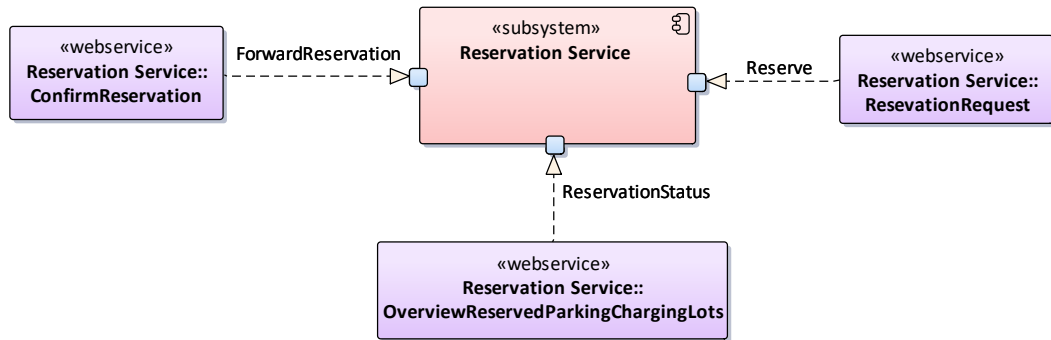 «subsystem»
Reservation Service
«webservice»
Reservation Service::
ConfirmReservation
ForwardReservation
Reserve
«webservice»
Reservation Service::
ResevationRequest
ReservationStatus
«webservice»
Reservation Service::
OverviewReservedParkingChargingLots